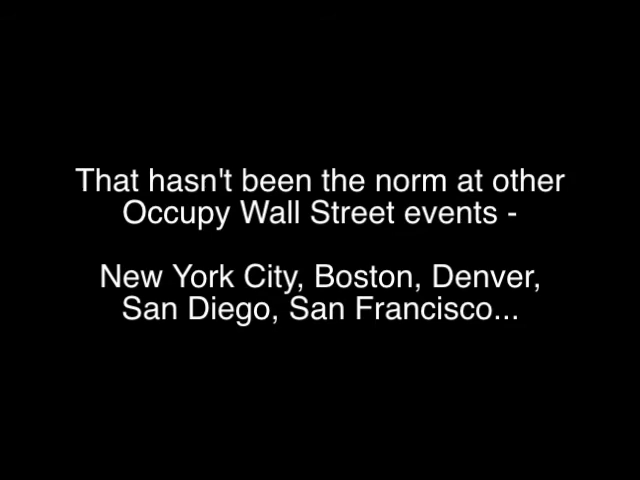 That hasn't been the norm at other
Occupy Wall Street events -
New York City, Boston, Denver,
San Diego, San Francisco...